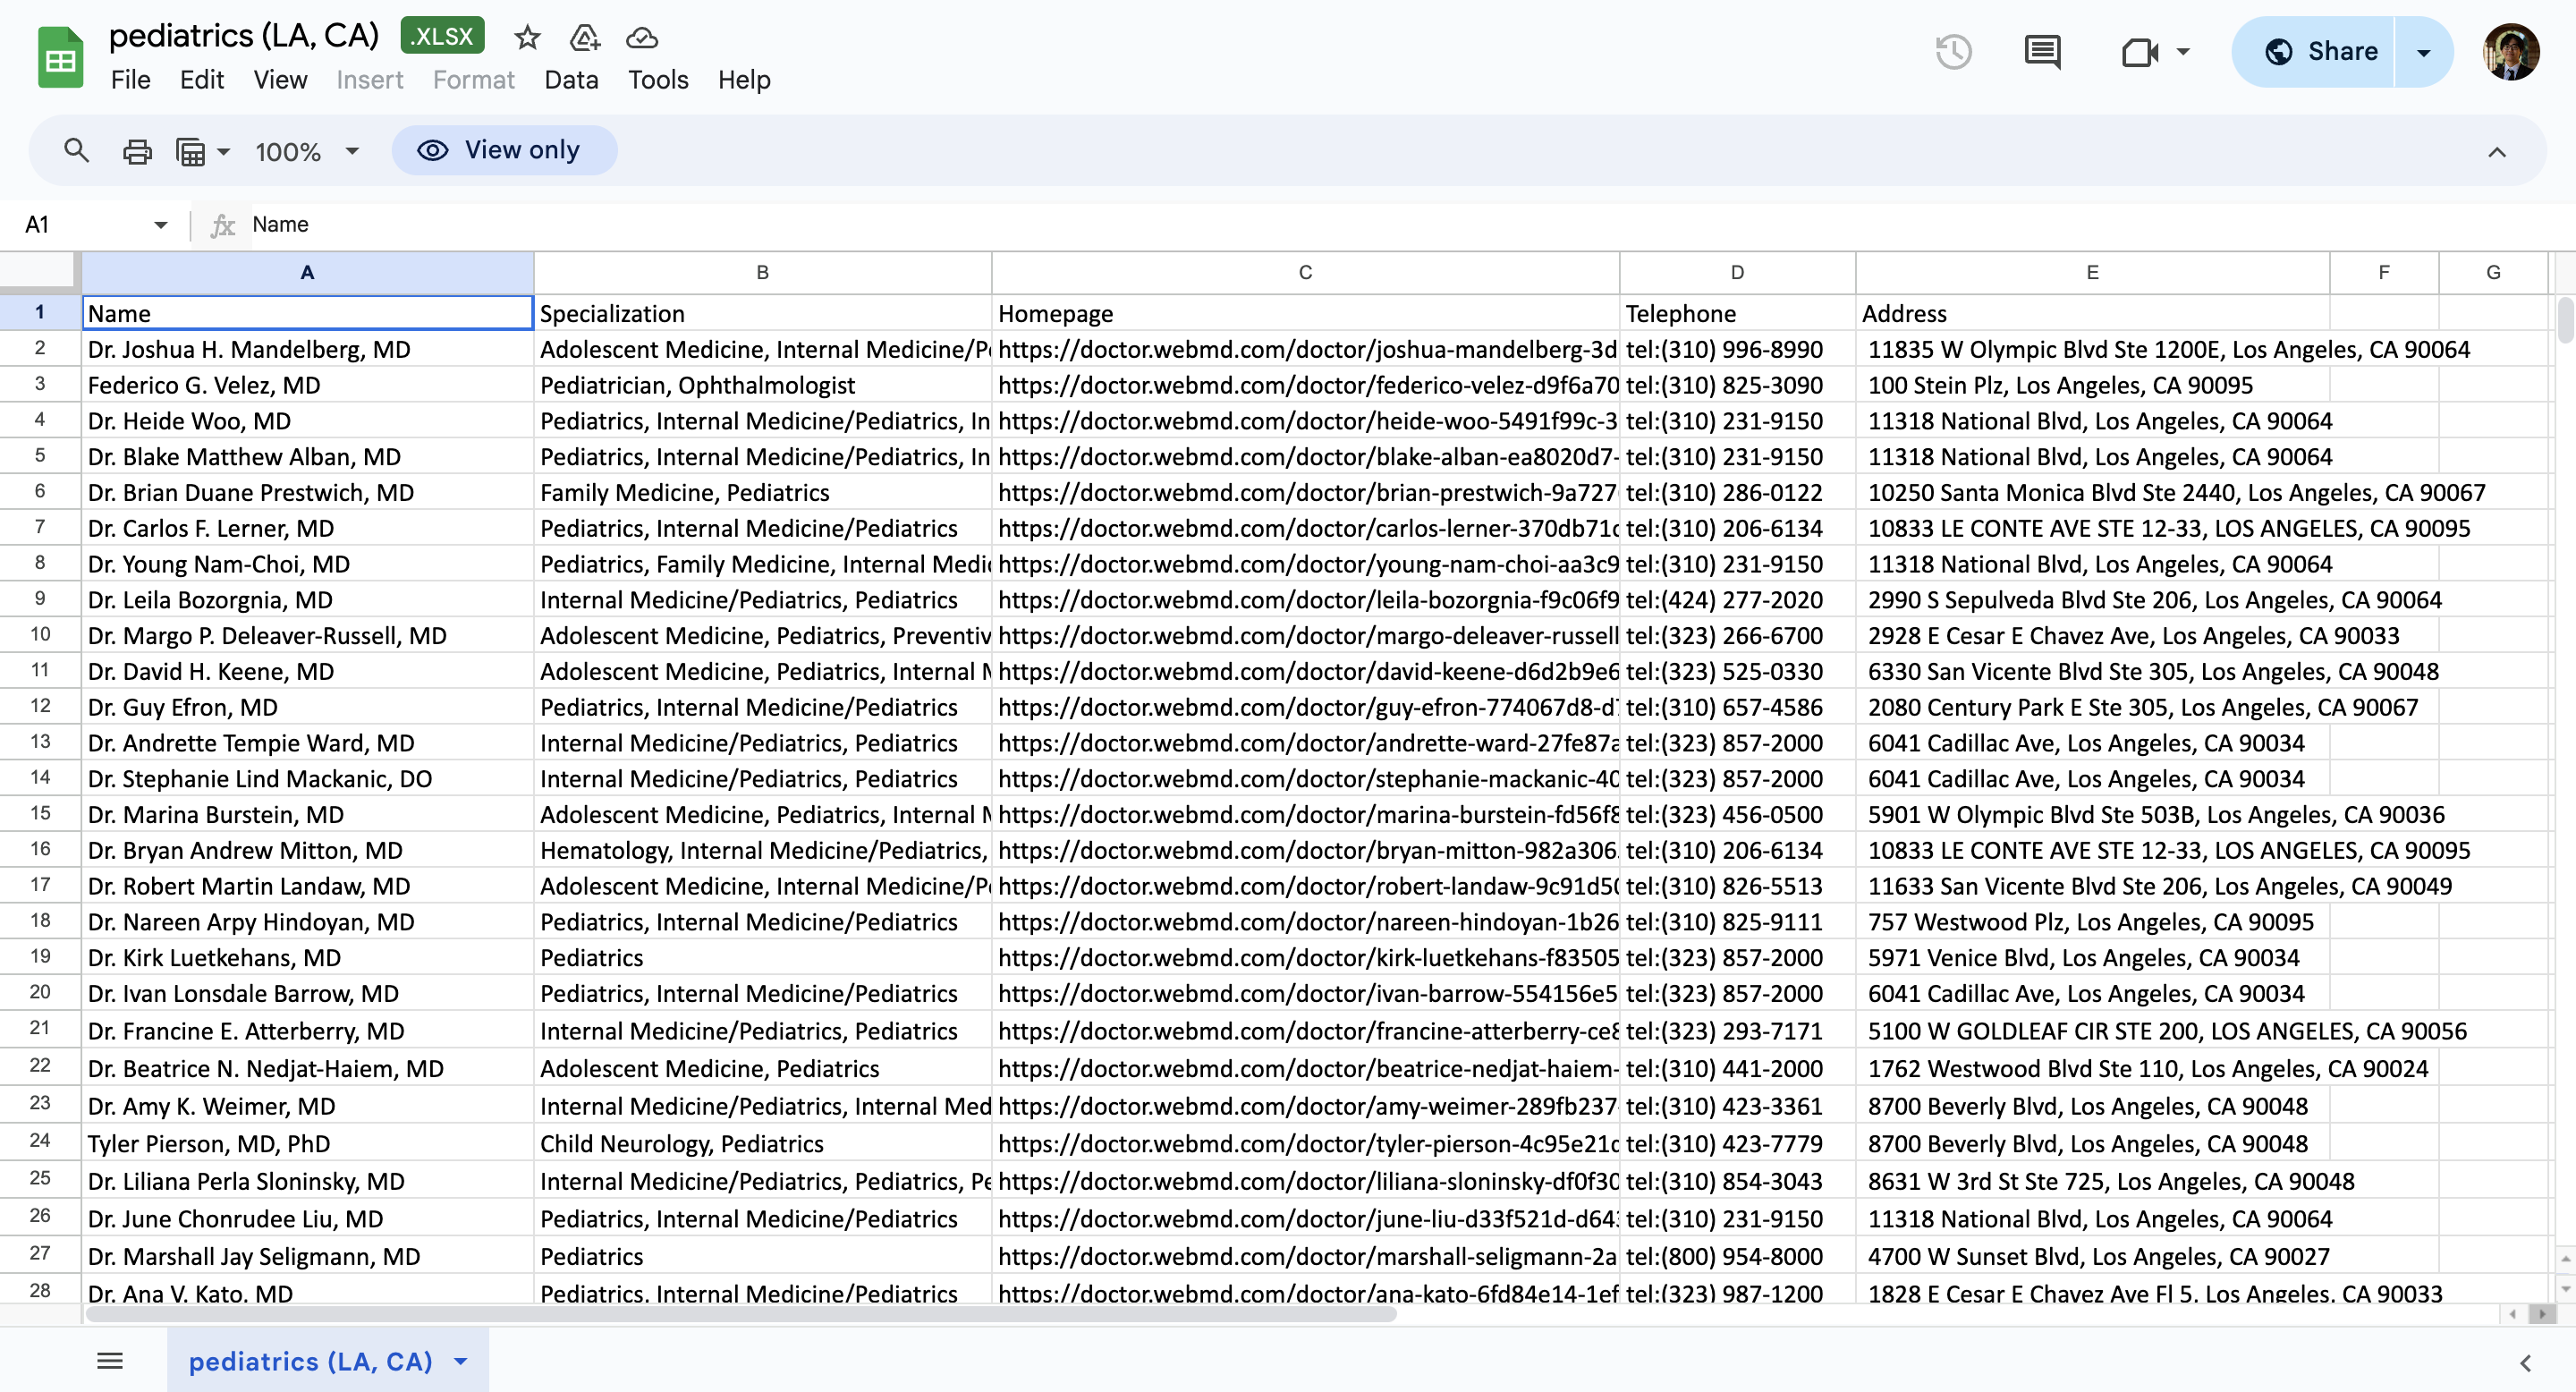 pediatrics (LA, CA) .XLSX
File Edit View Insert Format Data Tools Help
Share
100% View only
A1 fx Name
A B C D E F G
1 Name Specialization Homepage Telephone Address
2 Dr. Joshua H. Mandelberg, MD Adolescent Medicine, Internal Medicine/P https://doctor.webmd.com/doctor/joshua-mandelberg-3d tel:(310) 996-8990 11835 W Olympic Blvd Ste 1200E, Los Angeles, CA 90064
3 Federico G. Velez, MD Pediatrician, Ophthalmologist https://doctor.webmd.com/doctor/federico-velez-d9f6a70 tel:(310) 825-3090 100 Stein Plz, Los Angeles, CA 90095
4 Dr. Heide Woo, MD Pediatrics, Internal Medicine/Pediatrics, In https://doctor.webmd.com/doctor/heide-woo-5491f99c-3 tel:(310) 231-9150 11318 National Blvd, Los Angeles, CA 90064
5 Dr. Blake Matthew Alban, MD Pediatrics, Internal Medicine/Pediatrics, In https://doctor.webmd.com/doctor/blake-alban-ea8020d7- tel:(310) 231-9150 11318 National Blvd, Los Angeles, CA 90064
6 Dr. Brian Duane Prestwich, MD Family Medicine, Pediatrics https://doctor.webmd.com/doctor/brian-prestwich-9a727 tel:(310) 286-0122 10250 Santa Monica Blvd Ste 2440, Los Angeles, CA 90067
7 Dr. Carlos F. Lerner, MD Pediatrics, Internal Medicine/Pediatrics https://doctor.webmd.com/doctor/carlos-lerner-370db71c tel:(310) 206-6134 10833 LE CONTE AVE STE 12-33, LOS ANGELES, CA 90095
8 Dr. Young Nam-Choi, MD Pediatrics, Family Medicine, Internal Medic https://doctor.webmd.com/doctor/young-nam-choi-aa3c9 tel:(310) 231-9150 11318 National Blvd, Los Angeles, CA 90064
9 Dr. Leila Bozorgnia, MD Internal Medicine/Pediatrics, Pediatrics https://doctor.webmd.com/doctor/leila-bozorgnia-f9c06f9 tel:(424) 277-2020 2990 S Sepulveda Blvd Ste 206, Los Angeles, CA 90064
10 Dr. Margo P. Deleaver-Russell, MD Adolescent Medicine, Pediatrics, Preventiv https://doctor.webmd.com/doctor/margo-deleaver-russell tel:(323) 266-6700 2928 E Cesar E Chavez Ave, Los Angeles, CA 90033
11 Dr. David H. Keene, MD Adolescent Medicine, Pediatrics, Internal M https://doctor.webmd.com/doctor/david-keene-d6d2b9e6 tel:(323) 525-0330 6330 San Vicente Blvd Ste 305, Los Angeles, CA 90048
12 Dr. Guy Efron, MD Pediatrics, Internal Medicine/Pediatrics https://doctor.webmd.com/doctor/guy-efron-774067d8-d tel:(310) 657-4586 2080 Century Park E Ste 305, Los Angeles, CA 90067
13 Dr. Andrette Tempie Ward, MD Internal Medicine/Pediatrics, Pediatrics https://doctor.webmd.com/doctor/andrette-ward-27fe87a tel:(323) 857-2000 6041 Cadillac Ave, Los Angeles, CA 90034
14 Dr. Stephanie Lind Mackanic, DO Internal Medicine/Pediatrics, Pediatrics https://doctor.webmd.com/doctor/stephanie-mackanic-40 tel:(323) 857-2000 6041 Cadillac Ave, Los Angeles, CA 90034
15 Dr. Marina Burstein, MD Adolescent Medicine, Pediatrics, Internal M https://doctor.webmd.com/doctor/marina-burstein-fd56f8 tel:(323) 456-0500 5901 W Olympic Blvd Ste 503B, Los Angeles, CA 90036
16 Dr. Bryan Andrew Mitton, MD Hematology, Internal Medicine/Pediatrics, https://doctor.webmd.com/doctor/bryan-mitton-982a306 tel:(310) 206-6134 10833 LE CONTE AVE STE 12-33, LOS ANGELES, CA 90095
17 Dr. Robert Martin Landaw, MD Adolescent Medicine, Internal Medicine/P https://doctor.webmd.com/doctor/robert-landaw-9c91d50 tel:(310) 826-5513 11633 San Vicente Blvd Ste 206, Los Angeles, CA 90049
18 Dr. Nareen Arpy Hindoyan, MD Pediatrics, Internal Medicine/Pediatrics https://doctor.webmd.com/doctor/nareen-hindoyan-1b26 tel:(310) 825-9111 757 Westwood Plz, Los Angeles, CA 90095
19 Dr. Kirk Luetkehans, MD Pediatrics https://doctor.webmd.com/doctor/kirk-luetkehans-f83505 tel:(323) 857-2000 5971 Venice Blvd, Los Angeles, CA 90034
20 Dr. Ivan Lonsdale Barrow, MD Pediatrics, Internal Medicine/Pediatrics https://doctor.webmd.com/doctor/ivan-barrow-554156e5 tel:(323) 857-2000 6041 Cadillac Ave, Los Angeles, CA 90034
21 Dr. Francine E. Atterberry, MD Internal Medicine/Pediatrics, Pediatrics https://doctor.webmd.com/doctor/francine-atterberry-ce8 tel:(323) 293-7171 5100 W GOLDLEAF CIR STE 200, LOS ANGELES, CA 90056
22 Dr. Beatrice N. Nedjat-Haiem, MD Adolescent Medicine, Pediatrics https://doctor.webmd.com/doctor/beatrice-nedjat-haiem- tel:(310) 441-2000 1762 Westwood Blvd Ste 110, Los Angeles, CA 90024
23 Dr. Amy K. Weimer, MD Internal Medicine/Pediatrics, Internal Med https://doctor.webmd.com/doctor/amy-weimer-289fb237 tel:(310) 423-3361 8700 Beverly Blvd, Los Angeles, CA 90048
24 Tyler Pierson, MD, PhD Child Neurology, Pediatrics https://doctor.webmd.com/doctor/tyler-pierson-4c95e21c tel:(310) 423-7779 8700 Beverly Blvd, Los Angeles, CA 90048
25 Dr. Liliana Perla Sloninsky, MD Internal Medicine/Pediatrics, Pediatrics, Pe https://doctor.webmd.com/doctor/liliana-sloninsky-df0f30 tel:(310) 854-3043 8631 W 3rd St Ste 725, Los Angeles, CA 90048
26 Dr. June Chonrudee Liu, MD Pediatrics, Internal Medicine/Pediatrics https://doctor.webmd.com/doctor/june-liu-d33f521d-d643 tel:(310) 231-9150 11318 National Blvd, Los Angeles, CA 90064
27 Dr. Marshall Jay Seligmann, MD Pediatrics https://doctor.webmd.com/doctor/marshall-seligmann-2a tel:(800) 954-8000 4700 W Sunset Blvd, Los Angeles, CA 90027
28 Dr. Ana V. Kato, MD Pediatrics, Internal Medicine/Pediatrics https://doctor.webmd.com/doctor/ana-kato-6fd84e14-1ef tel:(323) 987-1200 1828 E Cesar E Chavez Ave Fl 5, Los Angeles, CA 90033
pediatrics (LA, CA)